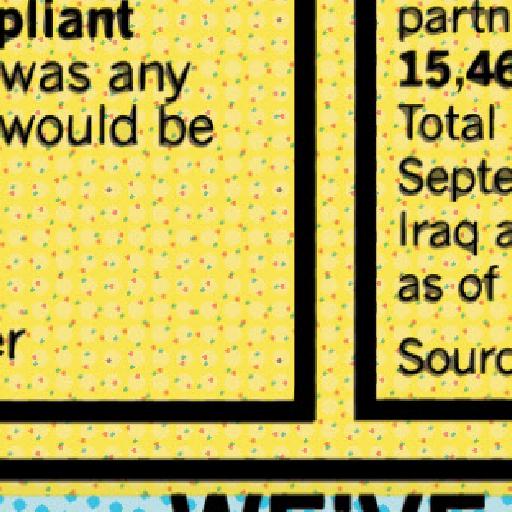 pliant
was any
would be
er
partn
15,46
Total
Septe
Iraq a
as of
Sourc
WE'VE